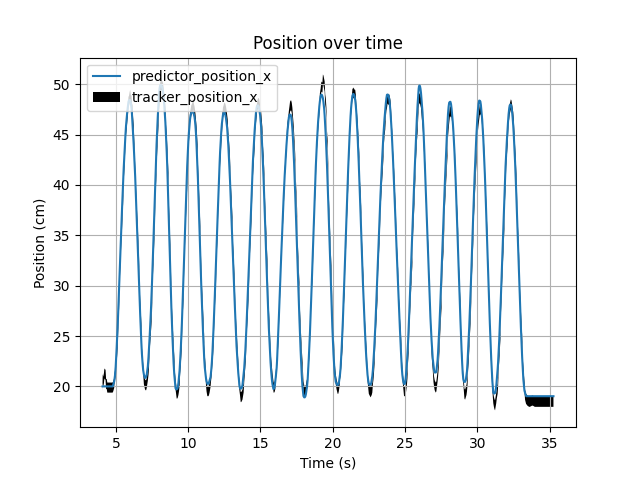 Position over time
predictor_position_x
tracker_position_x
Position (cm)
50
45
40
35
30
25
20
5
10
15
20
25
30
35
Time (s)